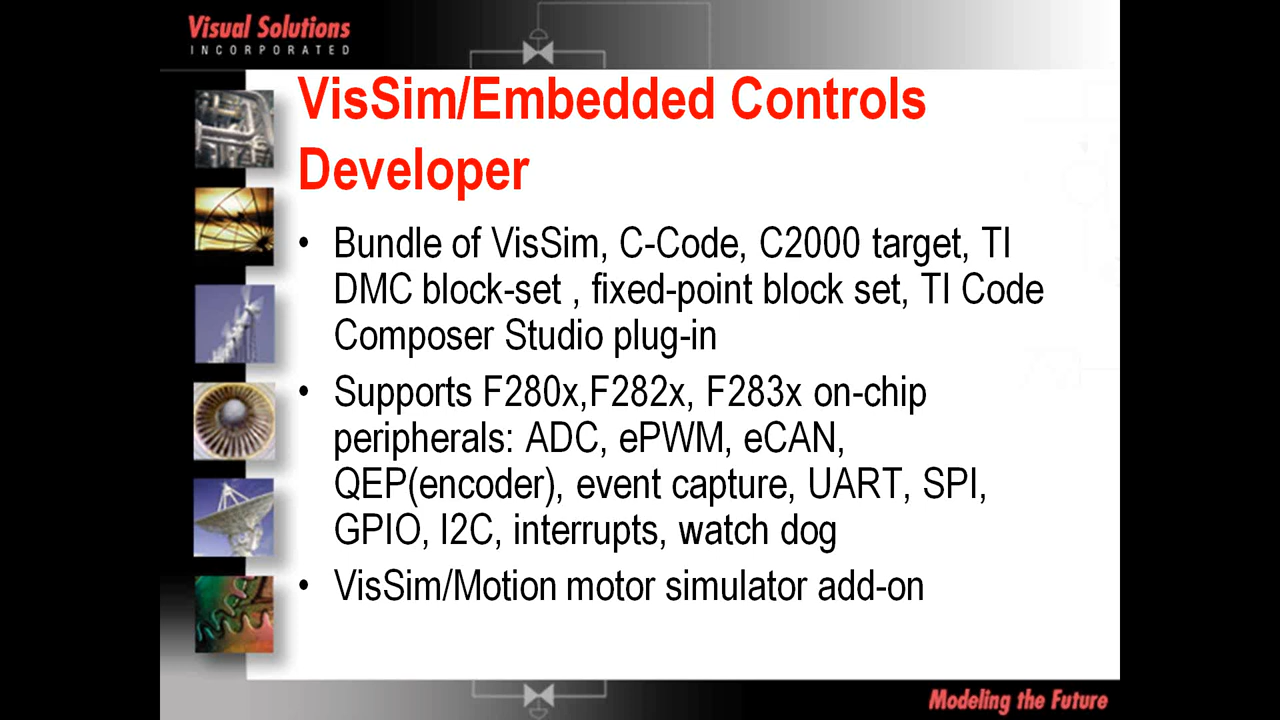 Visual Solutions
INCORPORATED
VisSim/Embedded Controls
Developer
• Bundle of VisSim, C-Code, C2000 target, TI
DMC block-set , fixed-point block set, TI Code
Composer Studio plug-in
• Supports F280x,F282x, F283x on-chip
peripherals: ADC, ePWM, eCAN,
QEP(encoder), event capture, UART, SPI,
GPIO, I2C, interrupts, watch dog
• VisSim/Motion motor simulator add-on
Modeling the Future